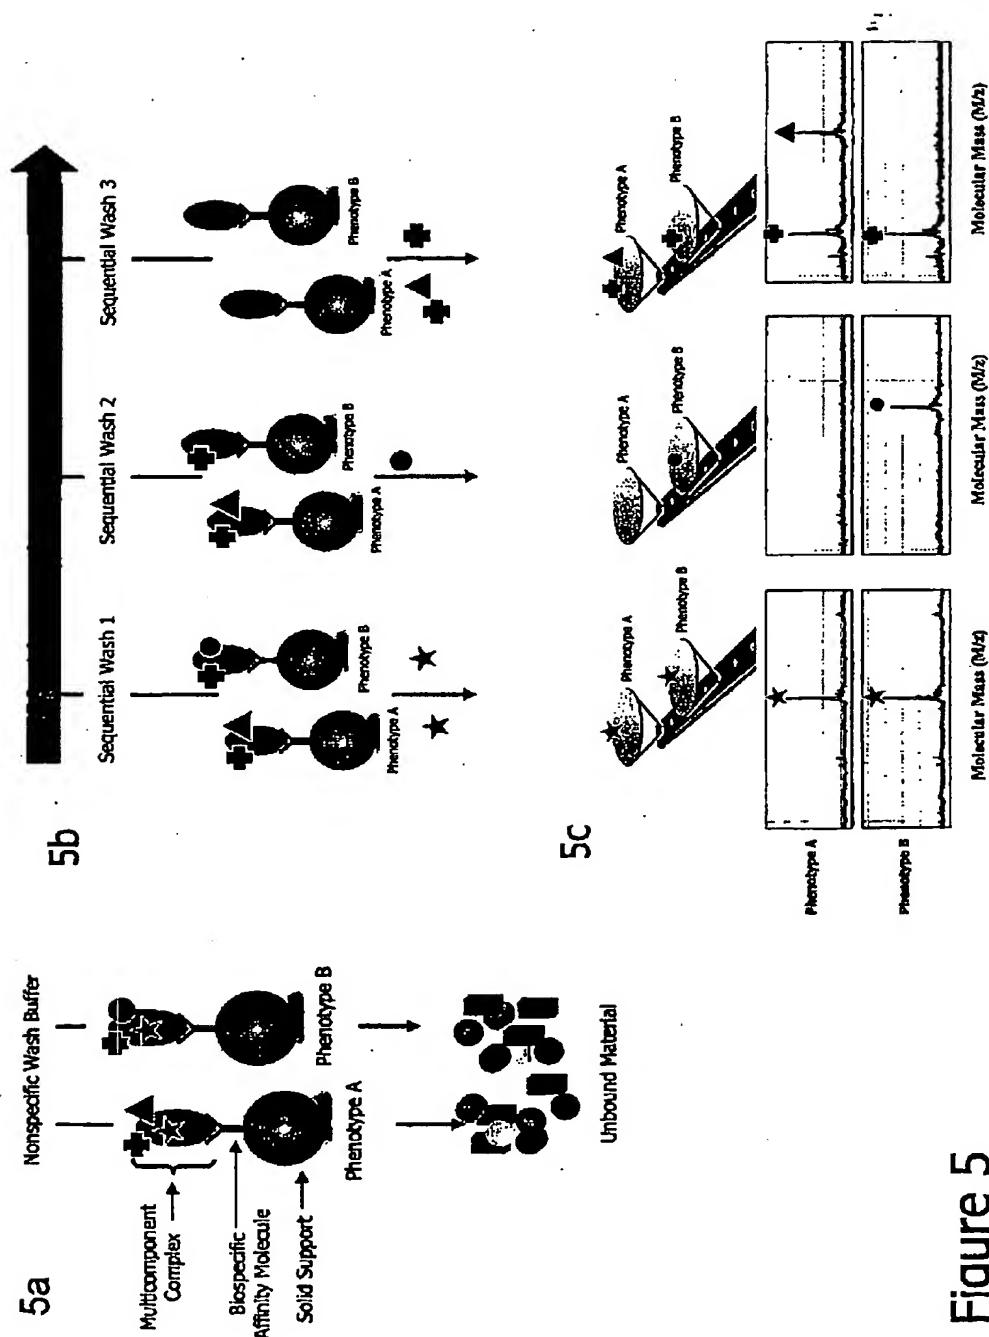 5a
Nonspecific Wash Buffer
Multicomponent
Complex
Biospecific
Affinity Molecule
Solid Support
Phenotype A
Phenotype B
Unbound Material
5b
Sequential Wash 1
Sequential Wash 2
Sequential Wash 3
Phenotype A
Phenotype B
Phenotype A
Phenotype B
Phenotype A
Phenotype B
5c
Phenotype A
Phenotype B
Phenotype A
Phenotype B
Phenotype A
Phenotype B
Phenotype A
Phenotype B
Molecular Mass (M/z)
Molecular Mass (M/z)
Molecular Mass (M/z)
Figure 5